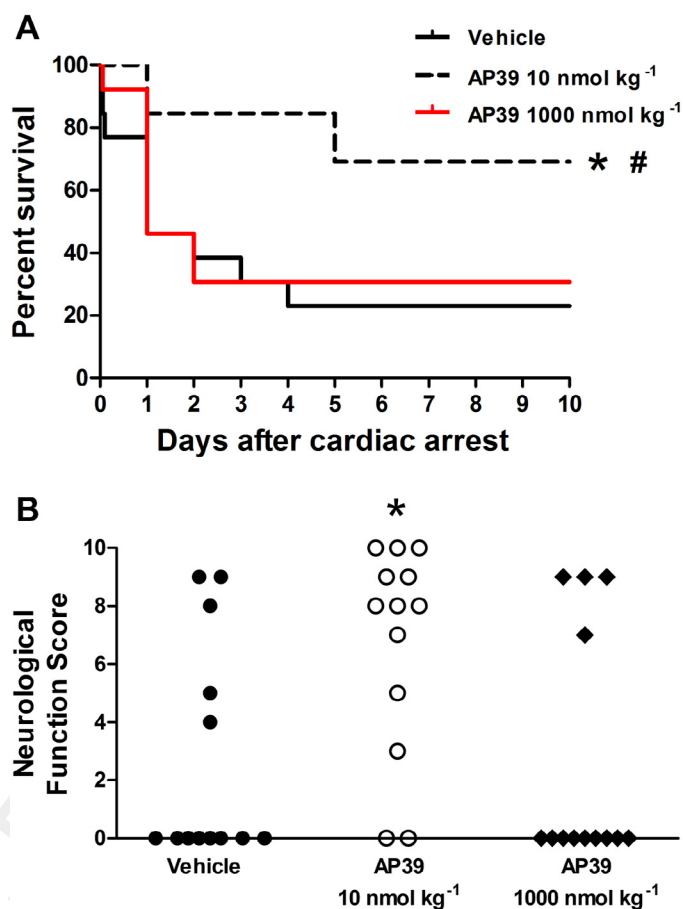 A
Vehicle
AP39 10 nmol kg-1
AP39 1000 nmol kg-1
100
80
60
40
20
0
Percent survival
* #
0 1 2 3 4 5 6 7 8 9 10
Days after cardiac arrest
B
*
10
8
6
4
2
0
Neurological
Function Score
Vehicle
AP39
10 nmol kg-1
AP39
1000 nmol kg-1